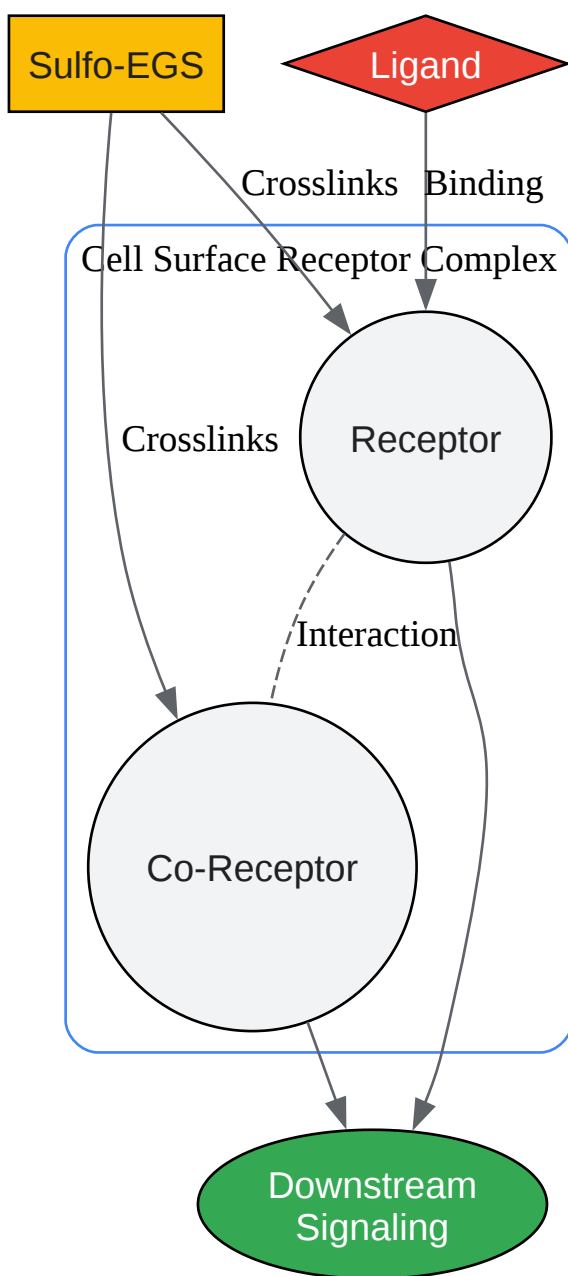 Sulfo-EGS
Ligand
Crosslinks
Binding
Cell Surface Receptor Complex
Crosslinks
Receptor
Interaction
Co-Receptor
Downstream
Signaling